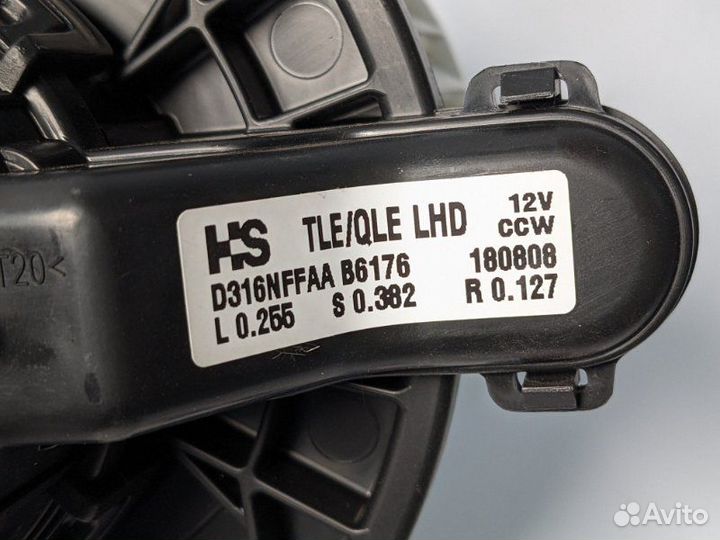 HS TLE/QLE LHD 12V
CCW
D316NFFAA B6176 180808
L 0.255 S 0.382 R 0.127
T20<
Avito